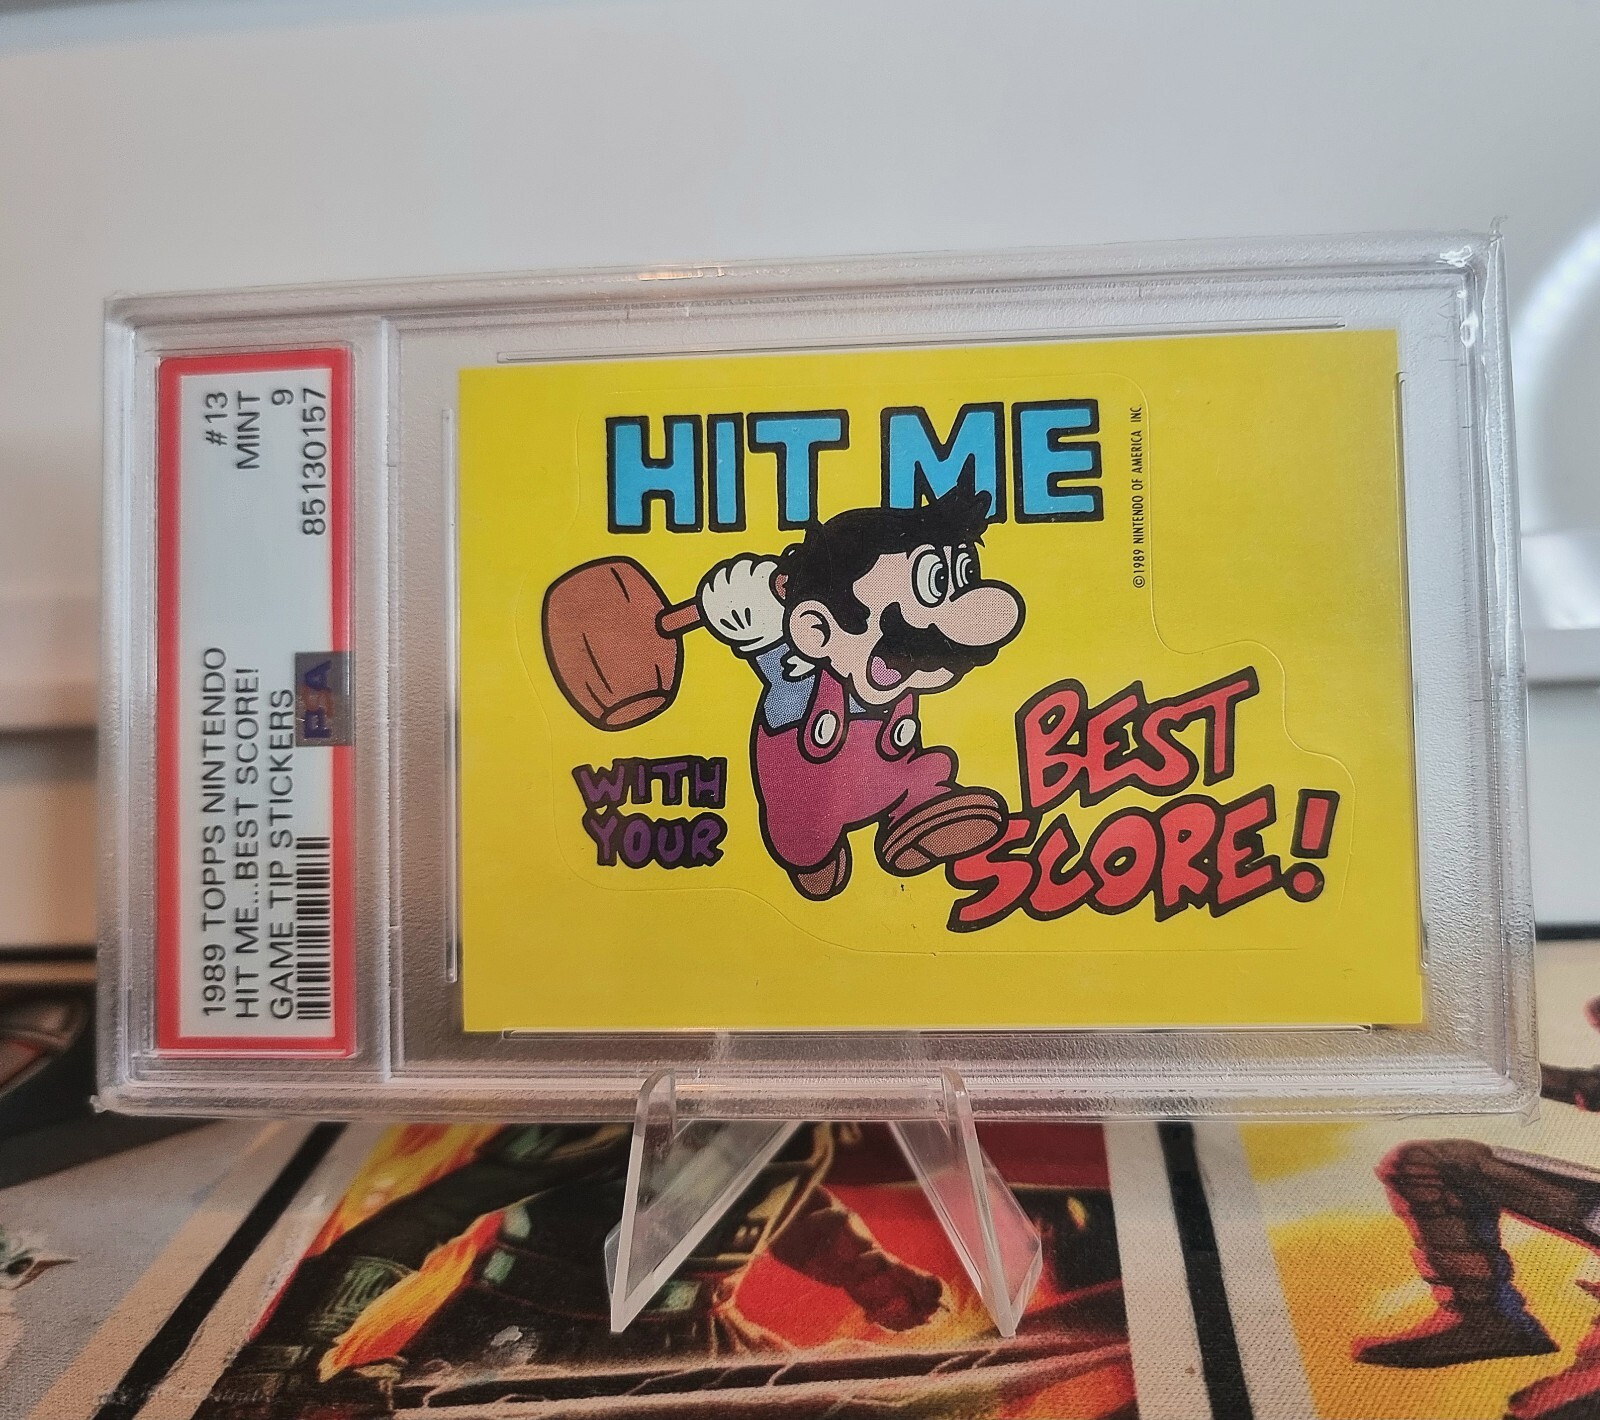 1989 TOPPS NINTENDO #13
HIT ME...BEST SCORE! MINT
GAME TIP STICKERS 9
85130157
PSA
HIT ME
WITH
YOUR
BEST
SCORE!
©1989 NINTENDO OF AMERICA INC.